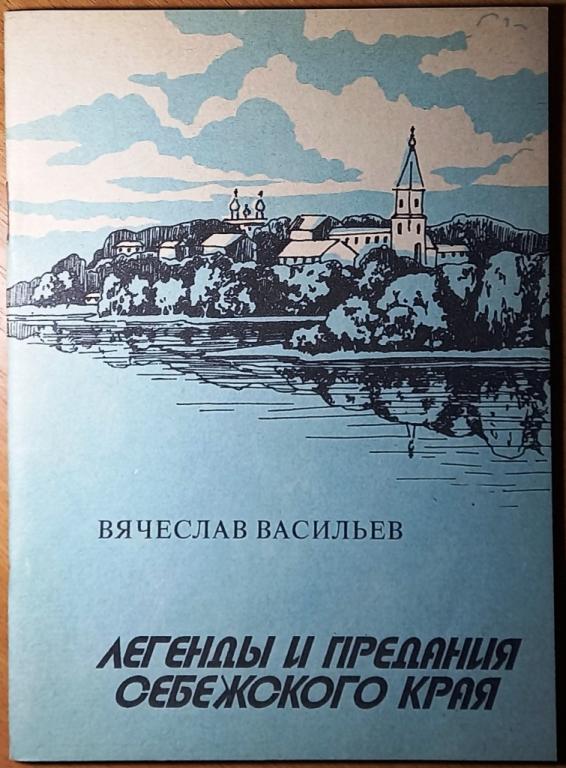 ВЯЧЕСЛАВ ВАСИЛЬЕВ
ЛЕГЕНДЫ И ПРЕДАНИЯ
СЕБЕЖСКОГО КРАЯ